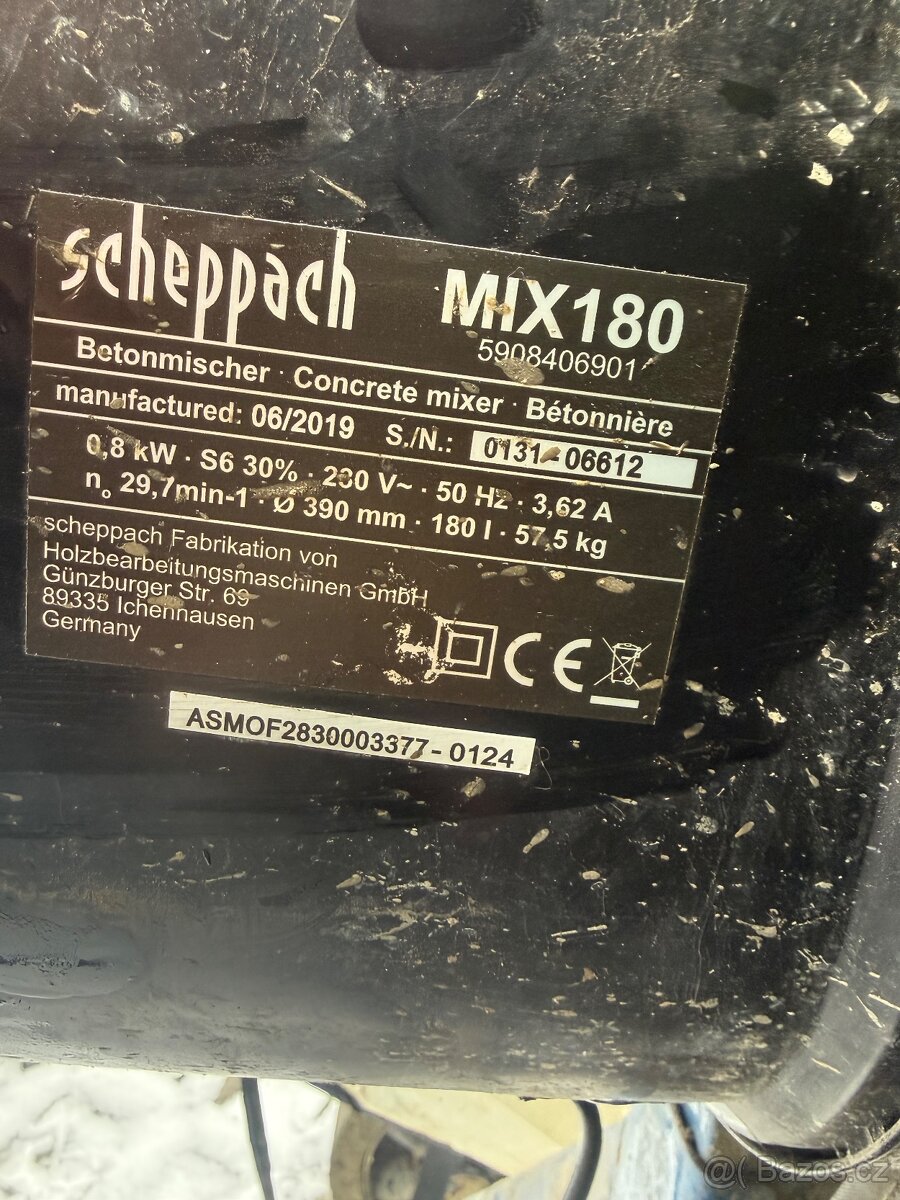 scheppach
MIX180
5908406901
Betonmischer · Concrete mixer · Bétonnière
manufactured: 06/2019 S./N.: 0131-06612
0,8 kW · S6 30% · 230 V~ · 50 Hz · 3,62 A
n₀ 29,7min-1 · Ø 390 mm · 180 l · 57,5 kg
scheppach Fabrikation von
Holzbearbeitungsmaschinen GmbH
Günzburger Str. 69
89335 Ichenhausen
Germany
CE
ASMOF2830003377-0124
@( Bazos.cz